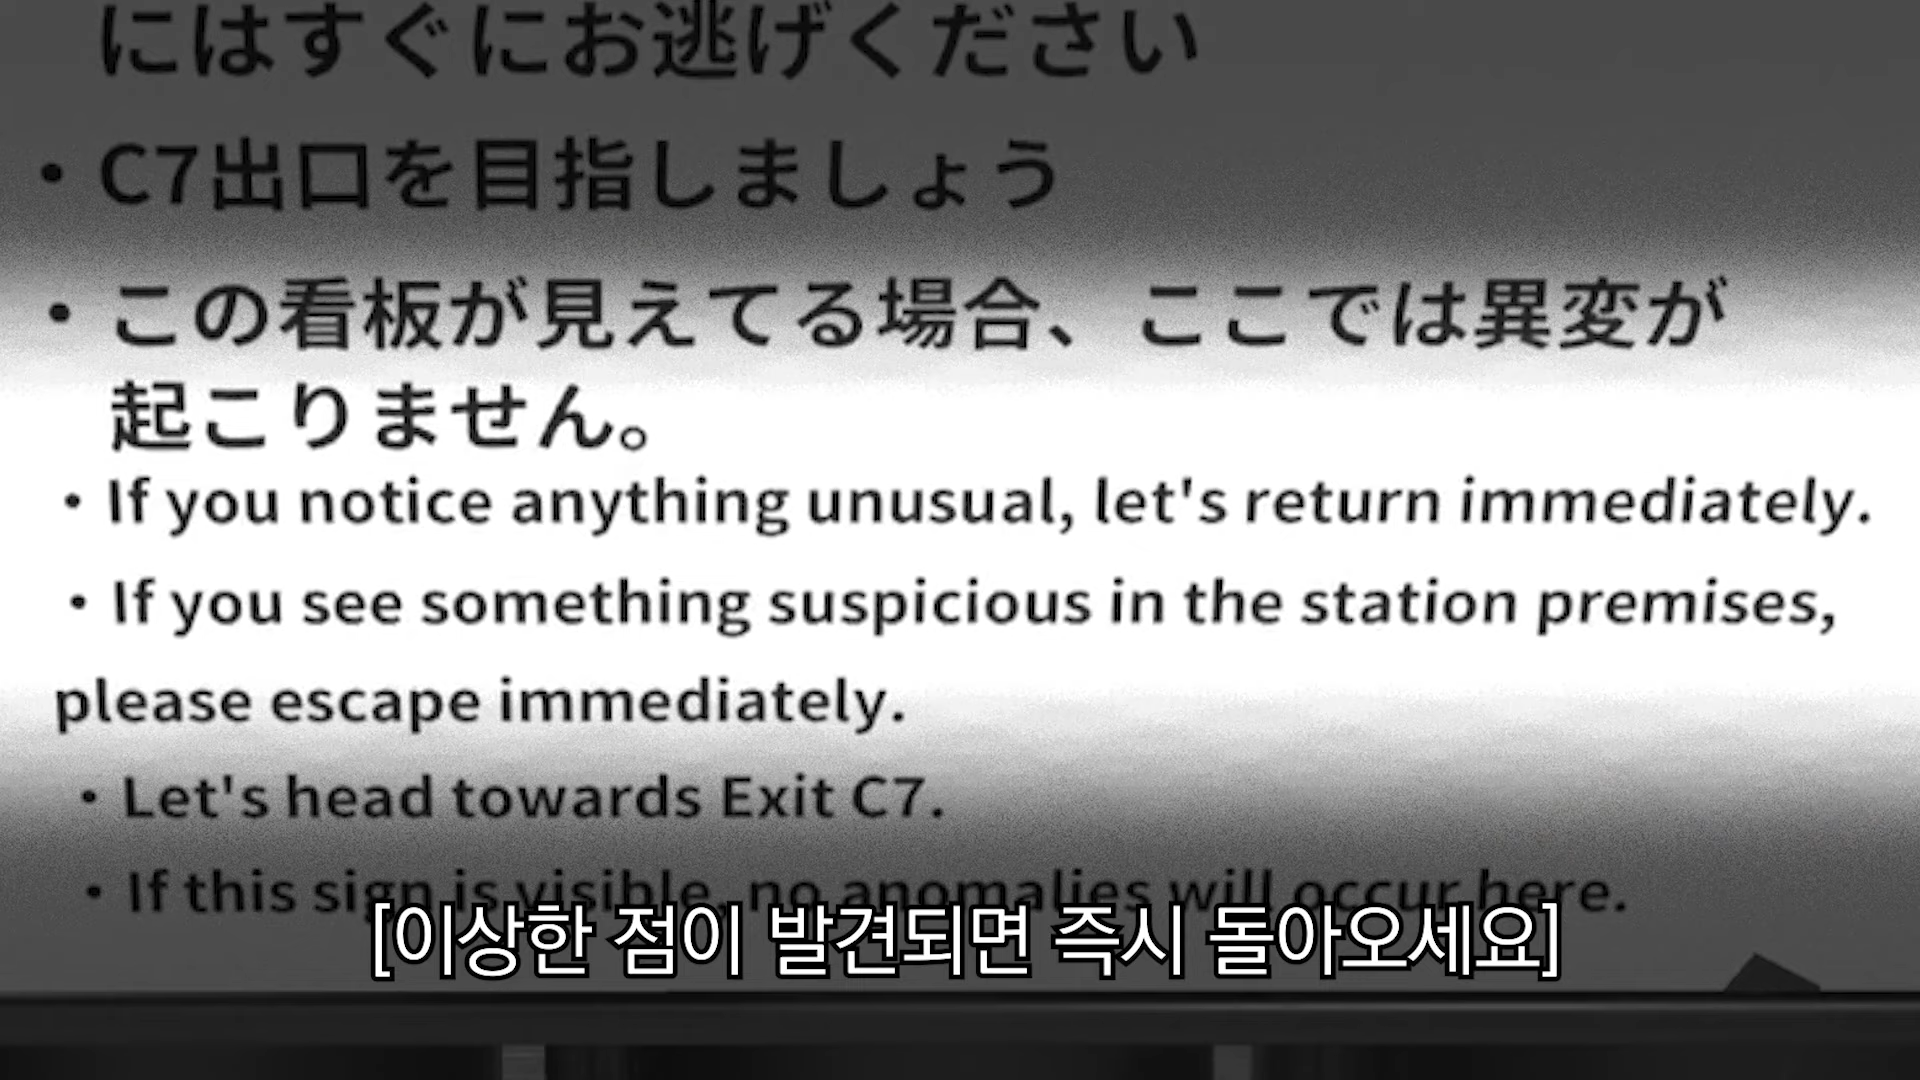 にはすぐにお逃げください
・C7出口を目指しましょう
・この看板が見えてる場合、ここでは異変が
起こりません。
・If you notice anything unusual, let's return immediately.
・If you see something suspicious in the station premises,
please escape immediately.
・Let's head towards Exit C7.
・If this sign is visible, no anomalies will occur here.
[이상한 점이 발견되면 즉시 돌아오세요]